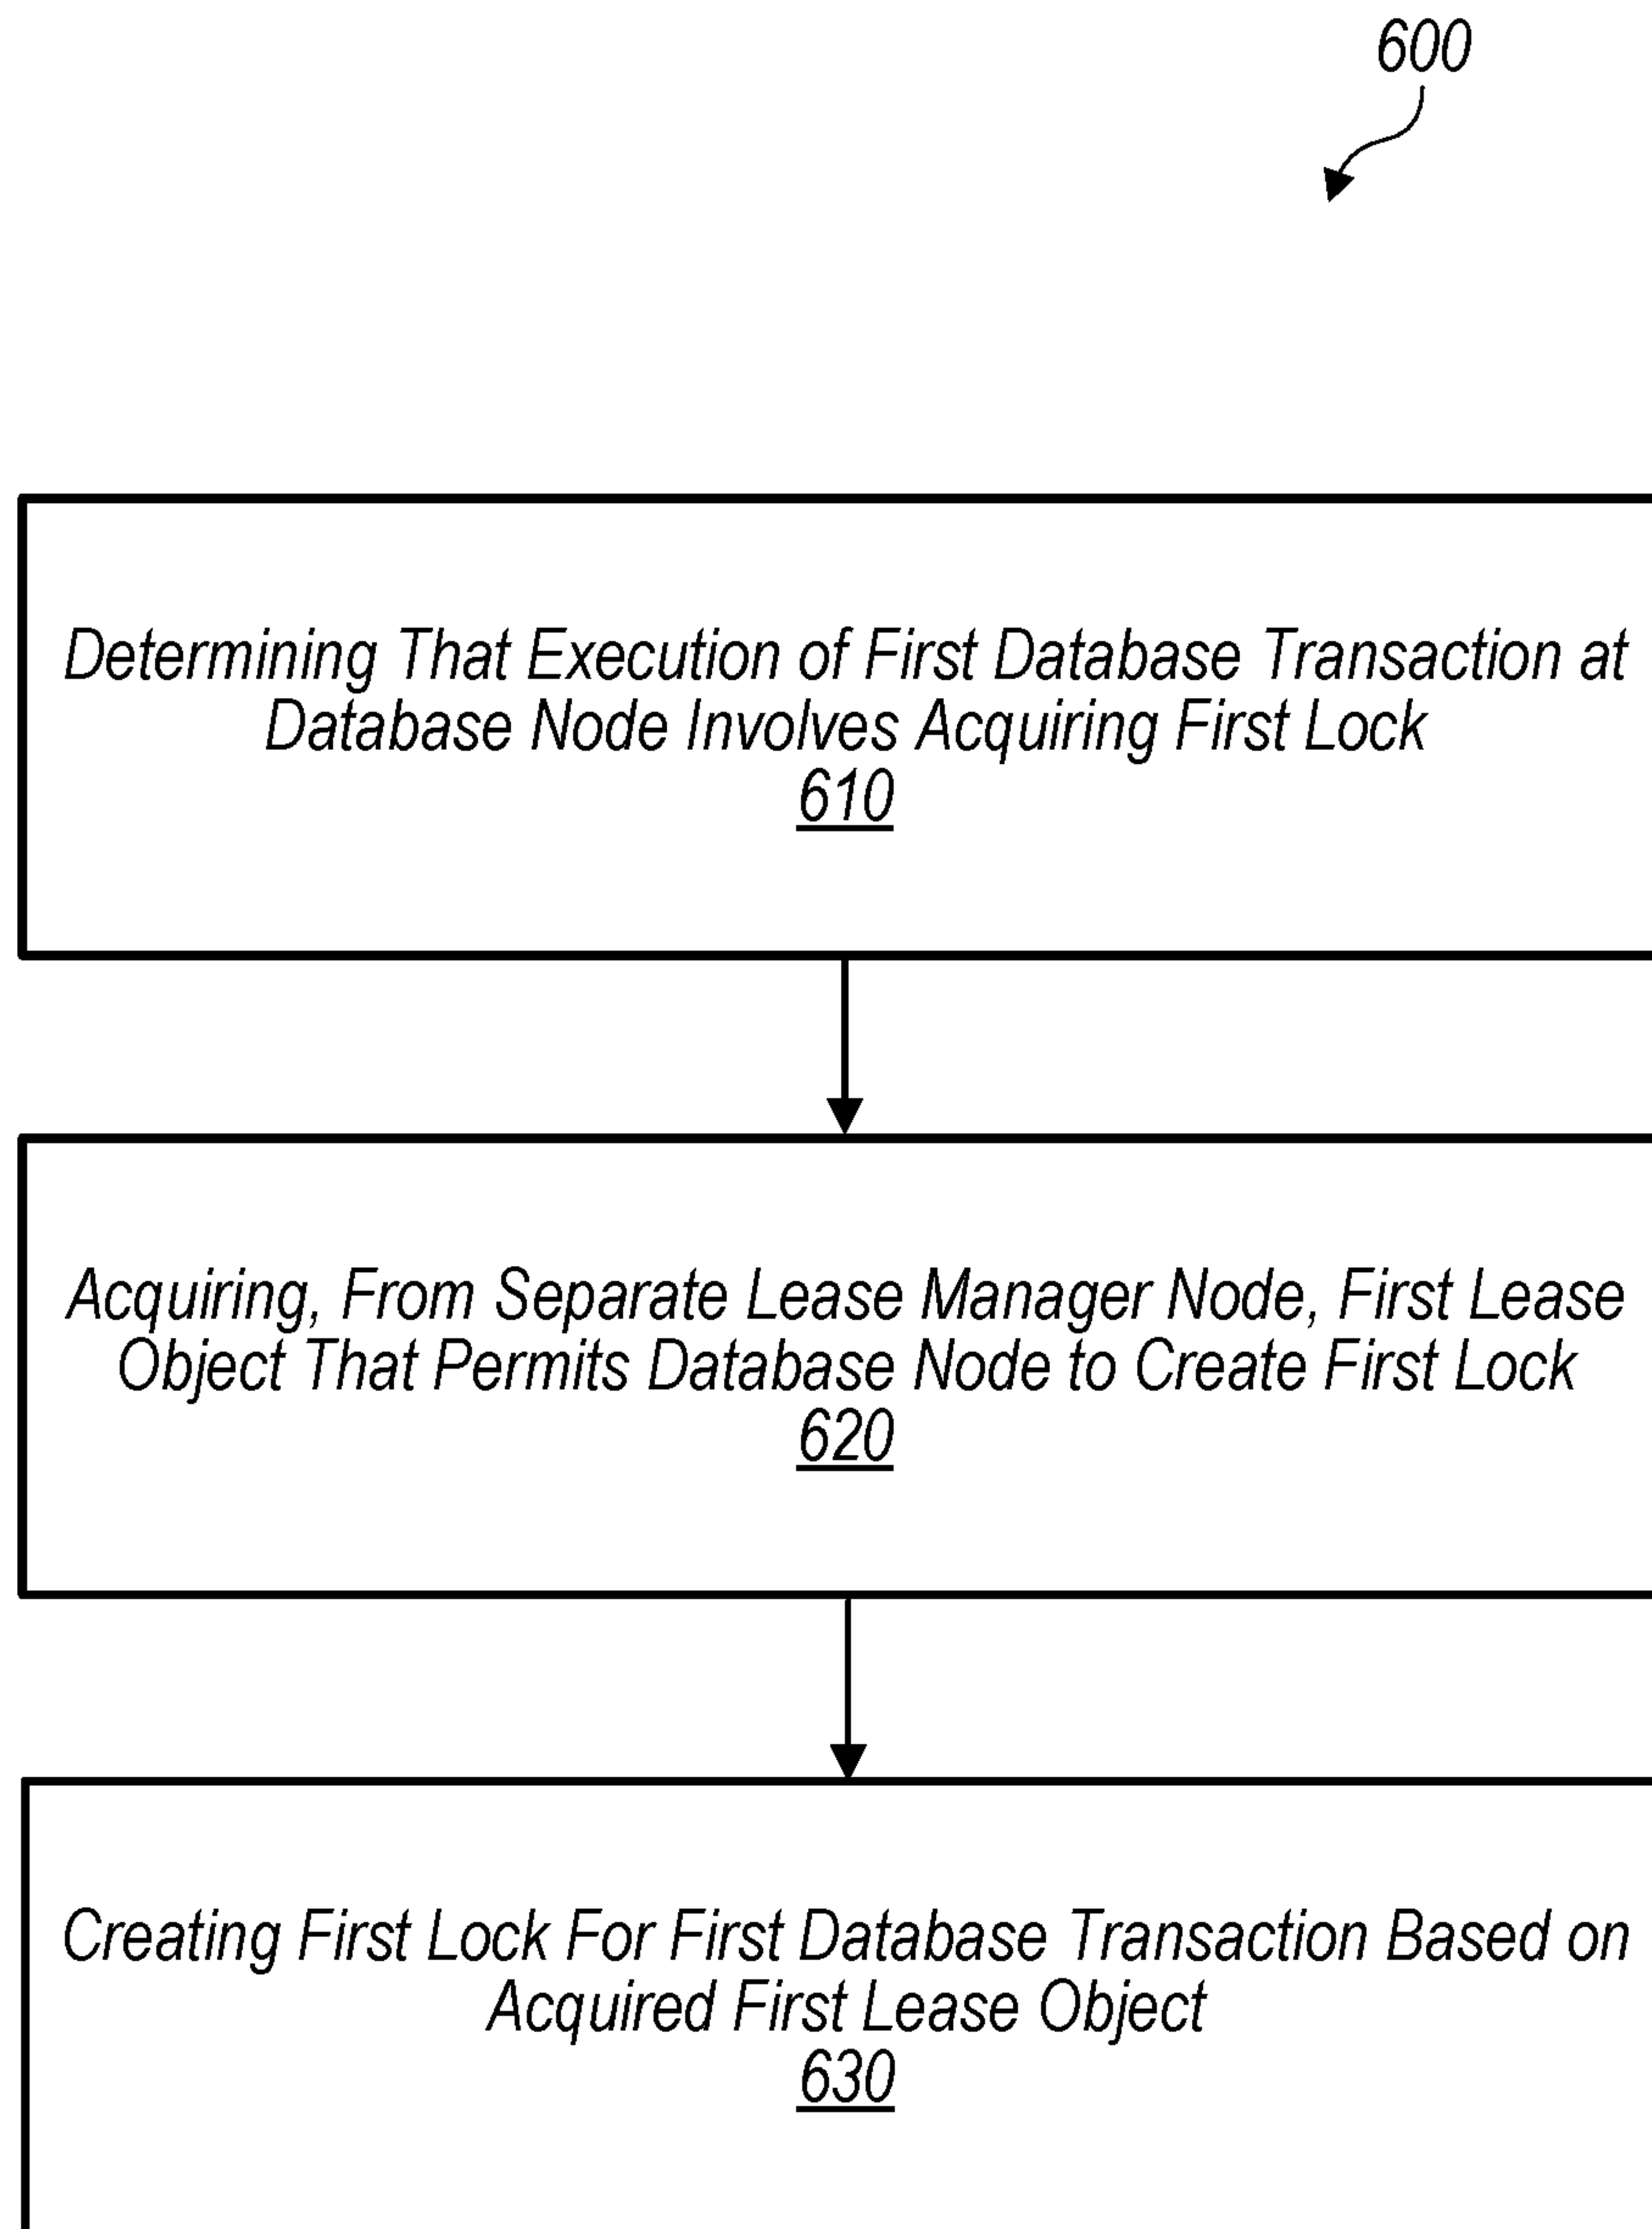 600
Determining That Execution of First Database Transaction at
Database Node Involves Acquiring First Lock
610
Acquiring, From Separate Lease Manager Node, First Lease
Object That Permits Database Node to Create First Lock
620
Creating First Lock For First Database Transaction Based on
Acquired First Lease Object
630